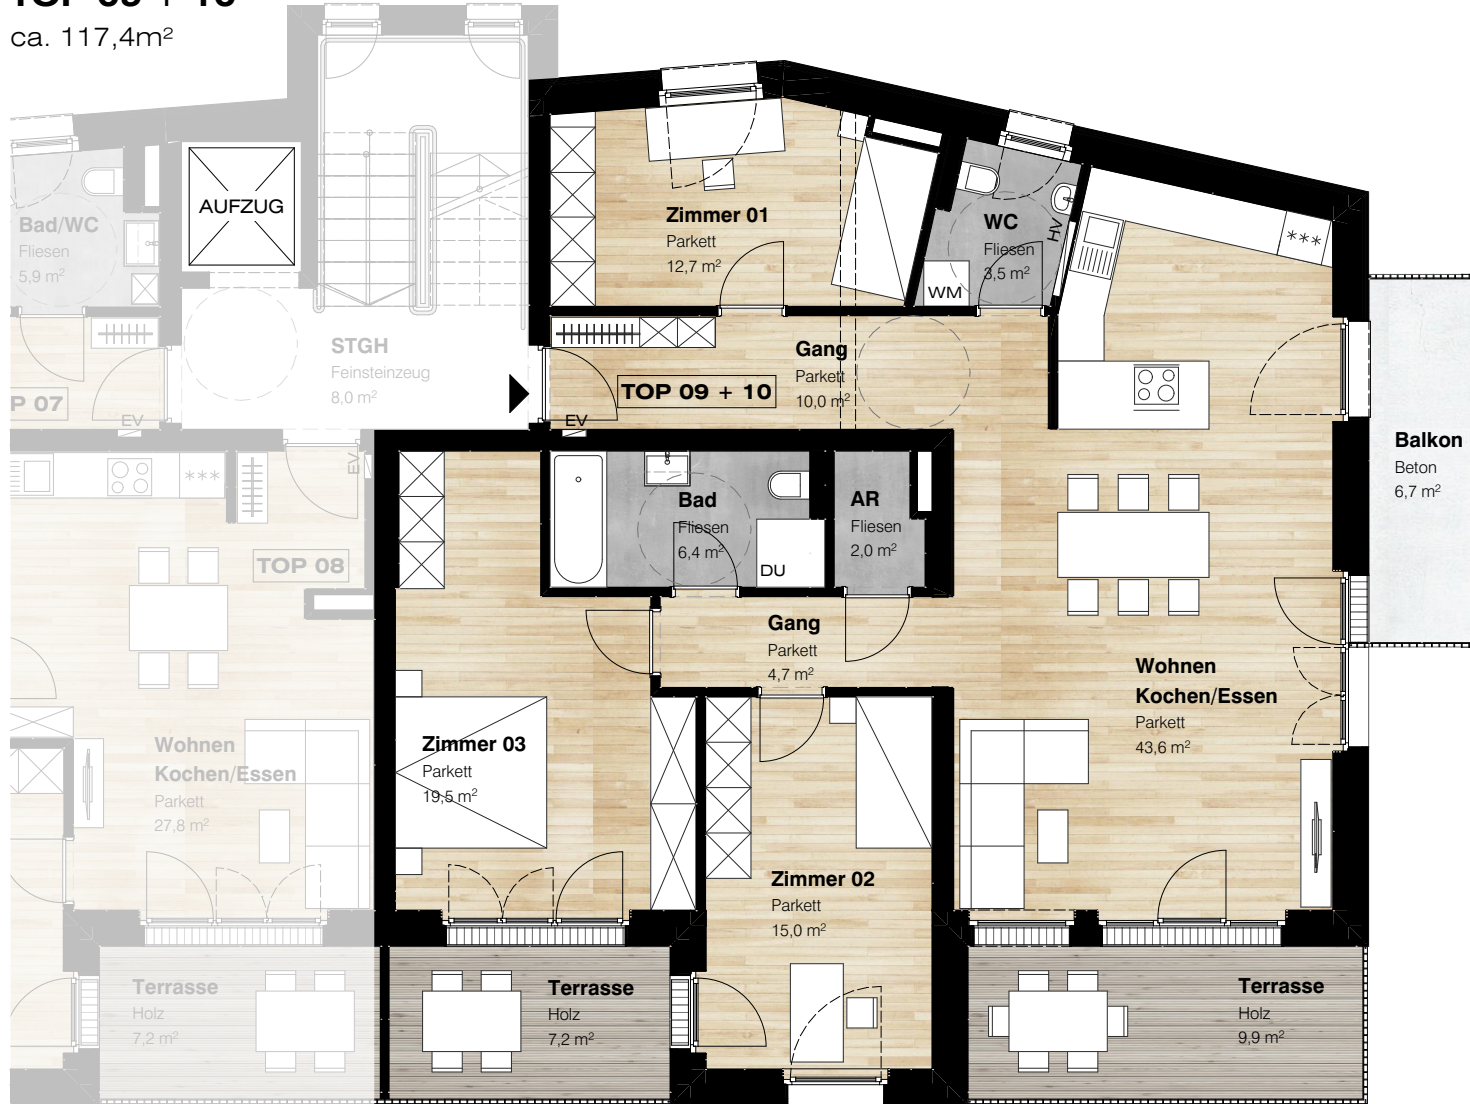 TOP 09 + 10
ca. 117,4m²
AUFZUG
Bad/WC
Fliesen
5,9 m²
STGH
Feinsteinzeug
8,0 m²
EV
P 07
EV
TOP 08
Wohnen
Kochen/Essen
Parkett
27,8 m²
Terrasse
Holz
7,2 m²
Zimmer 01
Parkett
12,7 m²
WC
Fliesen
3,5 m²
HV
WM
***
***
Gang
Parkett
10,0 m²
TOP 09 + 10
EV
Bad
Fliesen
6,4 m²
DU
AR
Fliesen
2,0 m²
Balkon
Beton
6,7 m²
Gang
Parkett
4,7 m²
Wohnen
Kochen/Essen
Parkett
43,6 m²
Zimmer 03
Parkett
19,5 m²
Zimmer 02
Parkett
15,0 m²
Terrasse
Holz
7,2 m²
Terrasse
Holz
9,9 m²